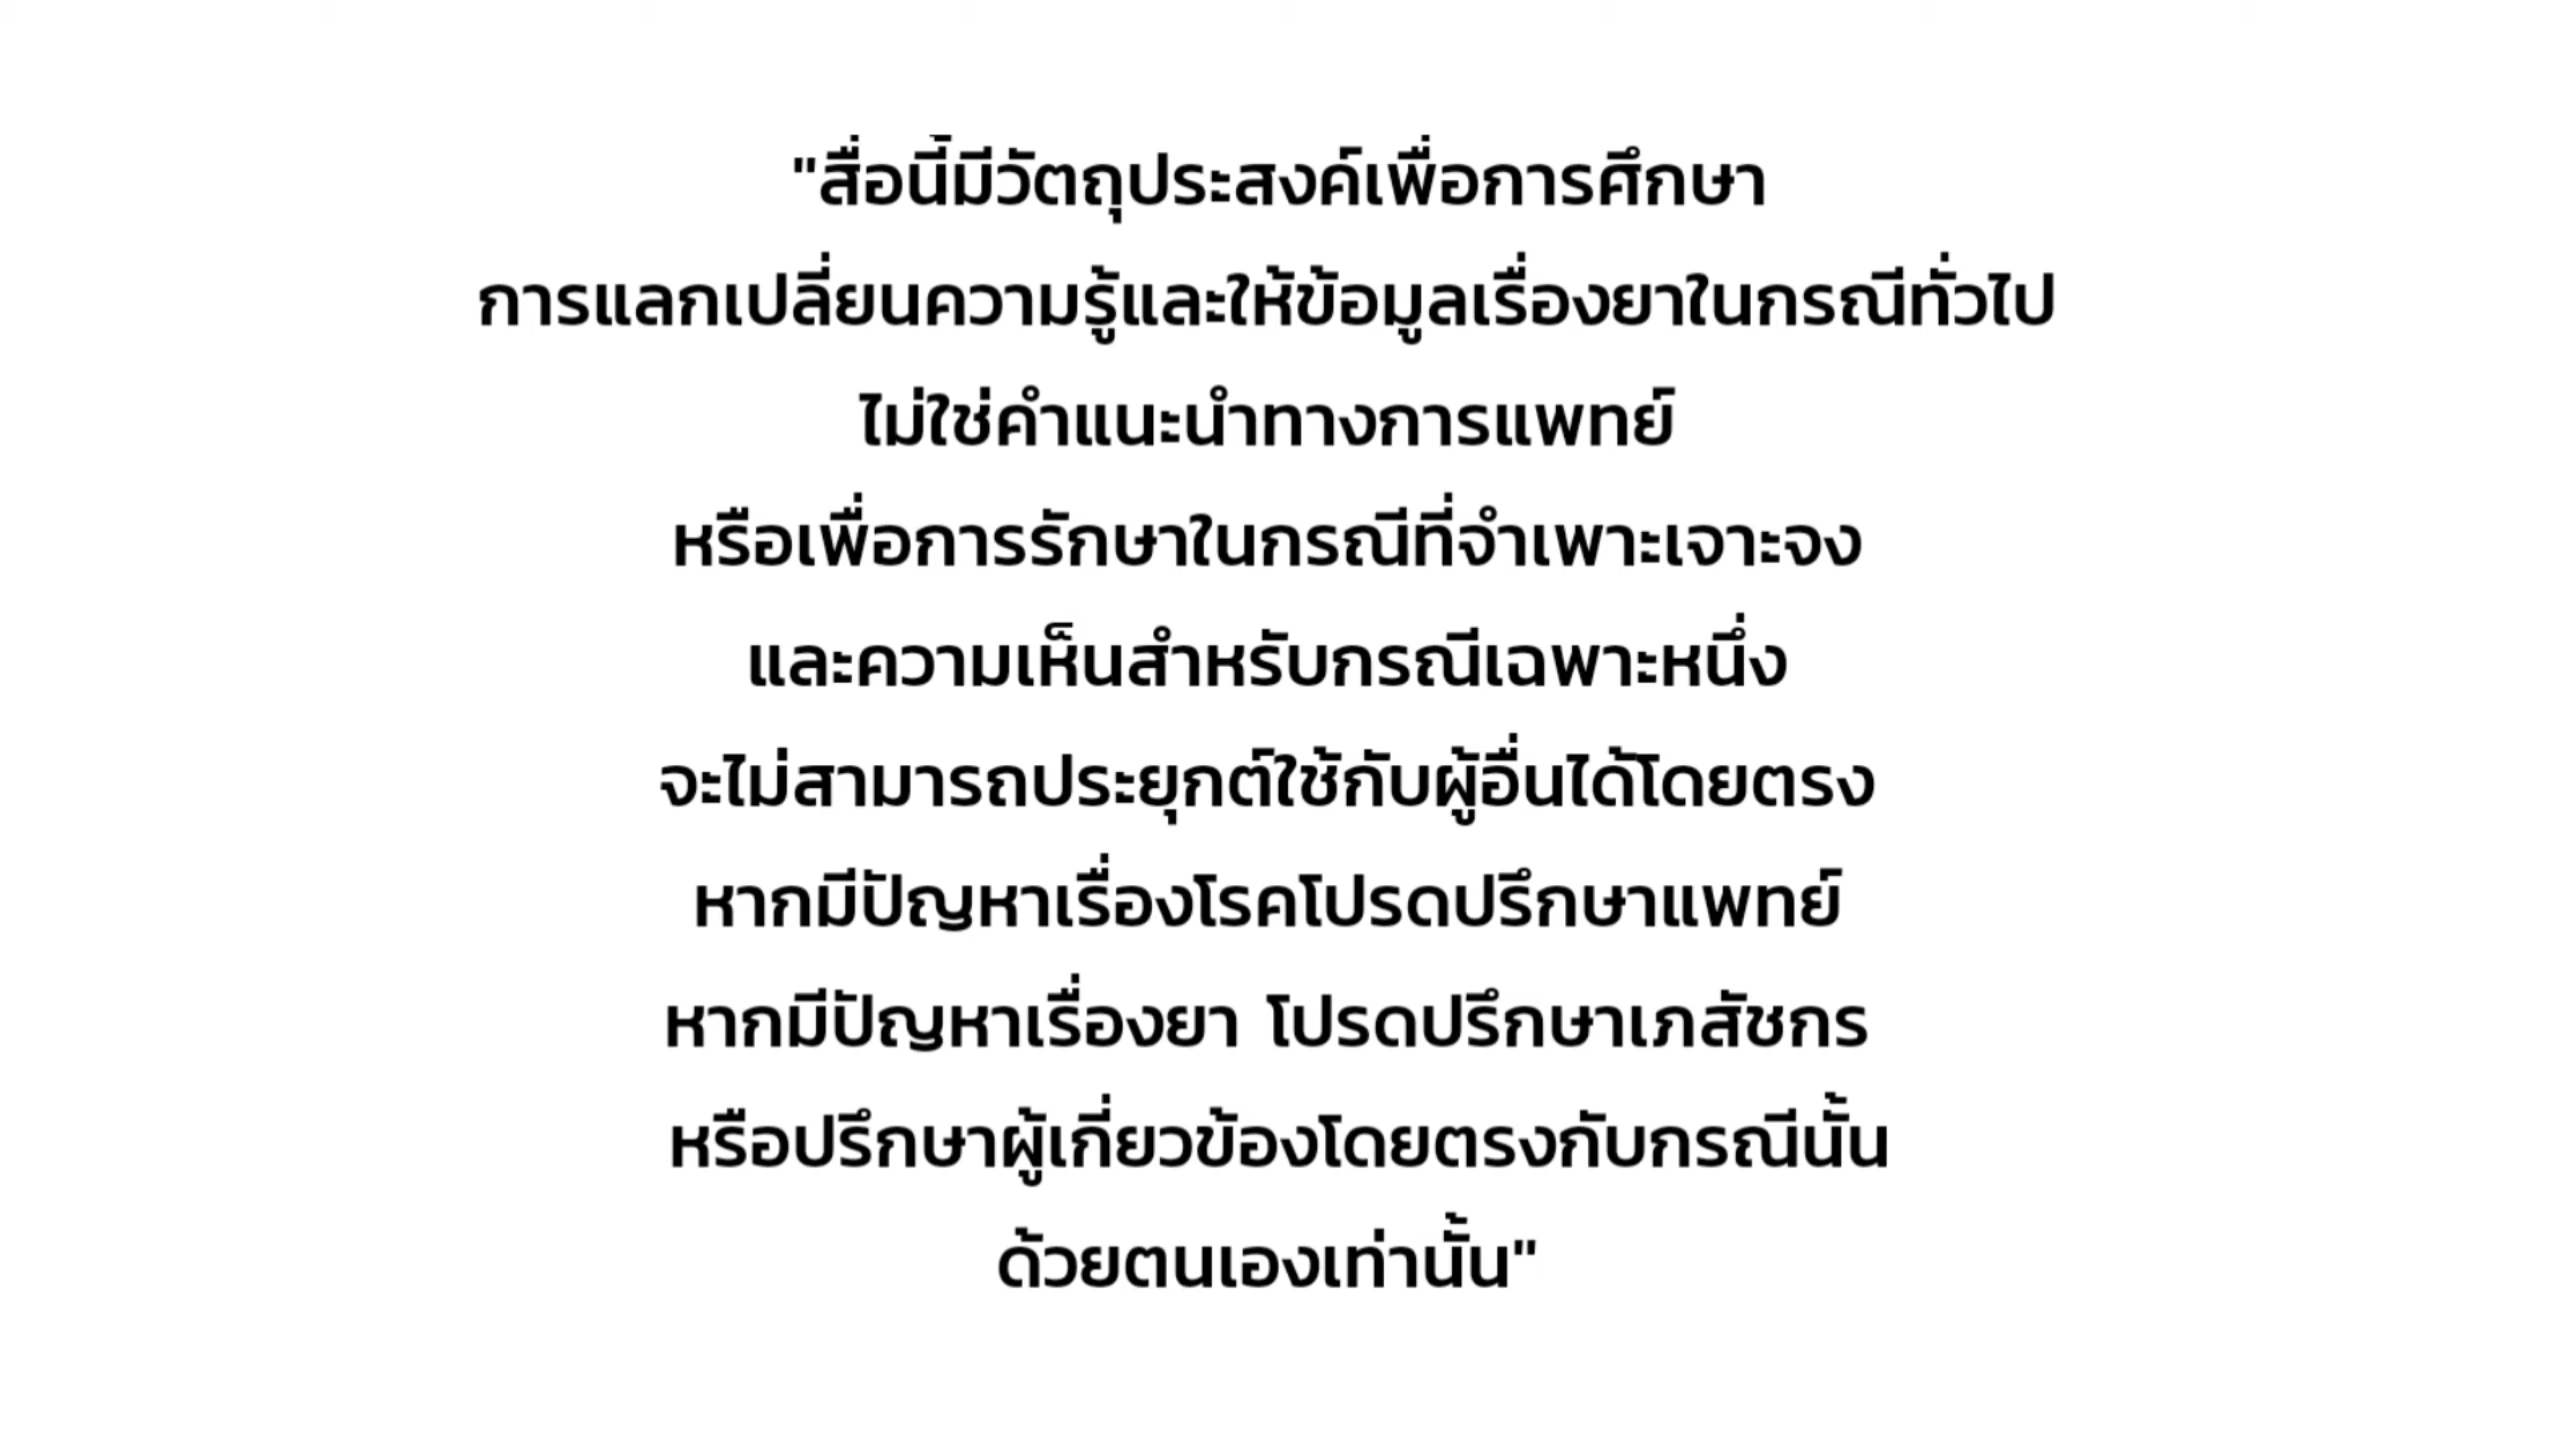 "สื่อนี้มีวัตถุประสงค์เพื่อการศึกษา
การแลกเปลี่ยนความรู้และให้ข้อมูลเรื่องยาในกรณีทั่วไป
ไม่ใช่คำแนะนำทางการแพทย์
หรือเพื่อการรักษาในกรณีที่จำเพาะเจาะจง
และความเห็นสำหรับกรณีเฉพาะหนึ่ง
จะไม่สามารถประยุกต์ใช้กับผู้อื่นได้โดยตรง
หากมีปัญหาเรื่องโรคโปรดปรึกษาแพทย์
หากมีปัญหาเรื่องยา โปรดปรึกษาเภสัชกร
หรือปรึกษาผู้เกี่ยวข้องโดยตรงกับกรณีนั้น
ด้วยตนเองเท่านั้น"